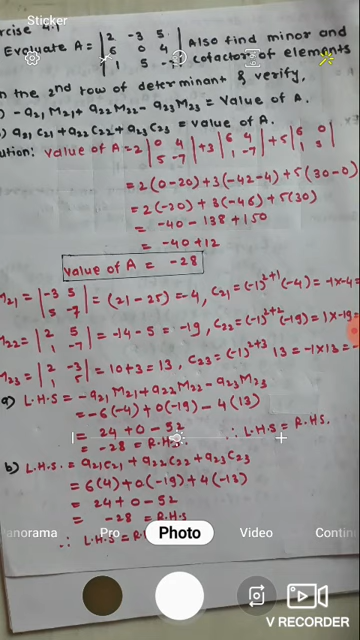 Sticker
rcise 4.1
Evaluate A = | 2 -3 5 | Also find minor and
| 6 0 4 | cofactor of elements
| 1 5 -7 |
n the 2nd row of determinant & verify,
) -a21 M21 + a22 M22 - a23 M23 = Value of A.
) a21 C21 + a22 C22 + a23 C23 = value of A.
ution: value of A = 2 | 0 4 | + 3 | 6 4 | + 5 | 6 0 |
| 5 -7 | | 1 -7 | | 1 5 |
= 2(0-20) + 3(-42-4) + 5(30-0)
= 2(-20) + 3(-46) + 5(30)
= -40 - 138 + 150
= -40 + 12
value of A = -28
M21 = | -3 5 | = (21-25) = -4, C21 = (-1)^2+1 (-4) = -1x-4=
| 5 -7 |
M22 = | 2 5 | = -14-5 = -19, C22 = (-1)^2+2 (-19) = 1x-19=
| 1 -7 |
M23 = | 2 -3 | = 10+3 = 13, C23 = (-1)^2+3 13 = -1x13 = -
| 1 5 |
a) L.H.S = -a21 M21 + a22 M22 - a23 M23
= -6(-4) + 0(-19) - 4(13)
= 24 + 0 - 52
= -28 = R.H.S. ∴ L.H.S = R.H.S.
b) L.H.S. = a21 C21 + a22 C22 + a23 C23
= 6(4) + 0(-19) + 4(-13)
= 24 + 0 - 52
= -28 = R.H.S
∴ L.H.S = R.
anorama Pro Photo Video Contin
V RECORDER